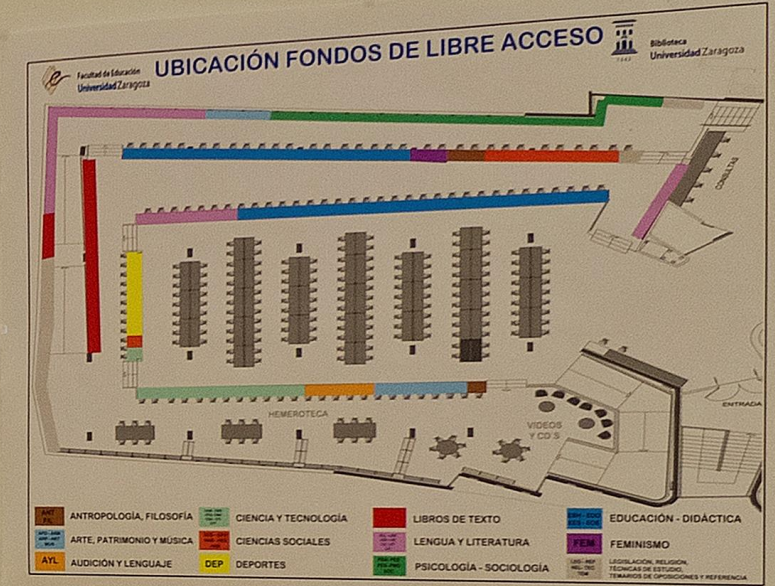 Facultad de Educación
Universidad Zaragoza
UBICACIÓN FONDOS DE LIBRE ACCESO
1542
Biblioteca
Universidad Zaragoza
CONSULTAS
HEMEROTECA
VIDEOS
Y CD´S
ENTRADA
ANT
FIL
ANTROPOLOGÍA, FILOSOFÍA
CIENCIA Y TECNOLOGÍA
LIBROS DE TEXTO
EDUCACIÓN - DIDÁCTICA
ARTE, PATRIMONIO Y MÚSICA
CIENCIAS SOCIALES
LENGUA Y LITERATURA
FEM
FEMINISMO
AYL
AUDICIÓN Y LENGUAJE
DEP
DEPORTES
PSICOLOGÍA - SOCIOLOGÍA
LEGISLACIÓN, RELIGIÓN,
TÉCNICAS DE ESTUDIO,
TEMARIOS DE OPOSICIONES Y REFERENCIA